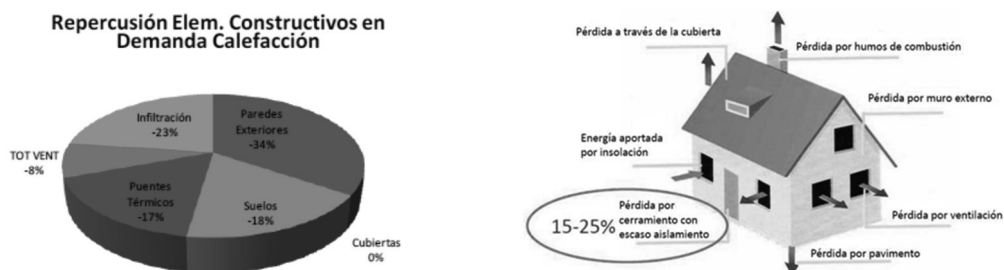 Repercusión Elem. Constructivos en
Demanda Calefacción
Infiltración
-23%
Paredes
Exteriores
-34%
TOT VENT
-8%
Puentes
Térmicos
-17%
Suelos
-18%
Cubiertas
0%
Pérdida a través de la cubierta
Pérdida por humos de combustión
Pérdida por muro externo
Energía aportada
por insolación
15-25%
Pérdida por
cerramiento con
escaso aislamiento
Pérdida por ventilación
Pérdida por pavimento